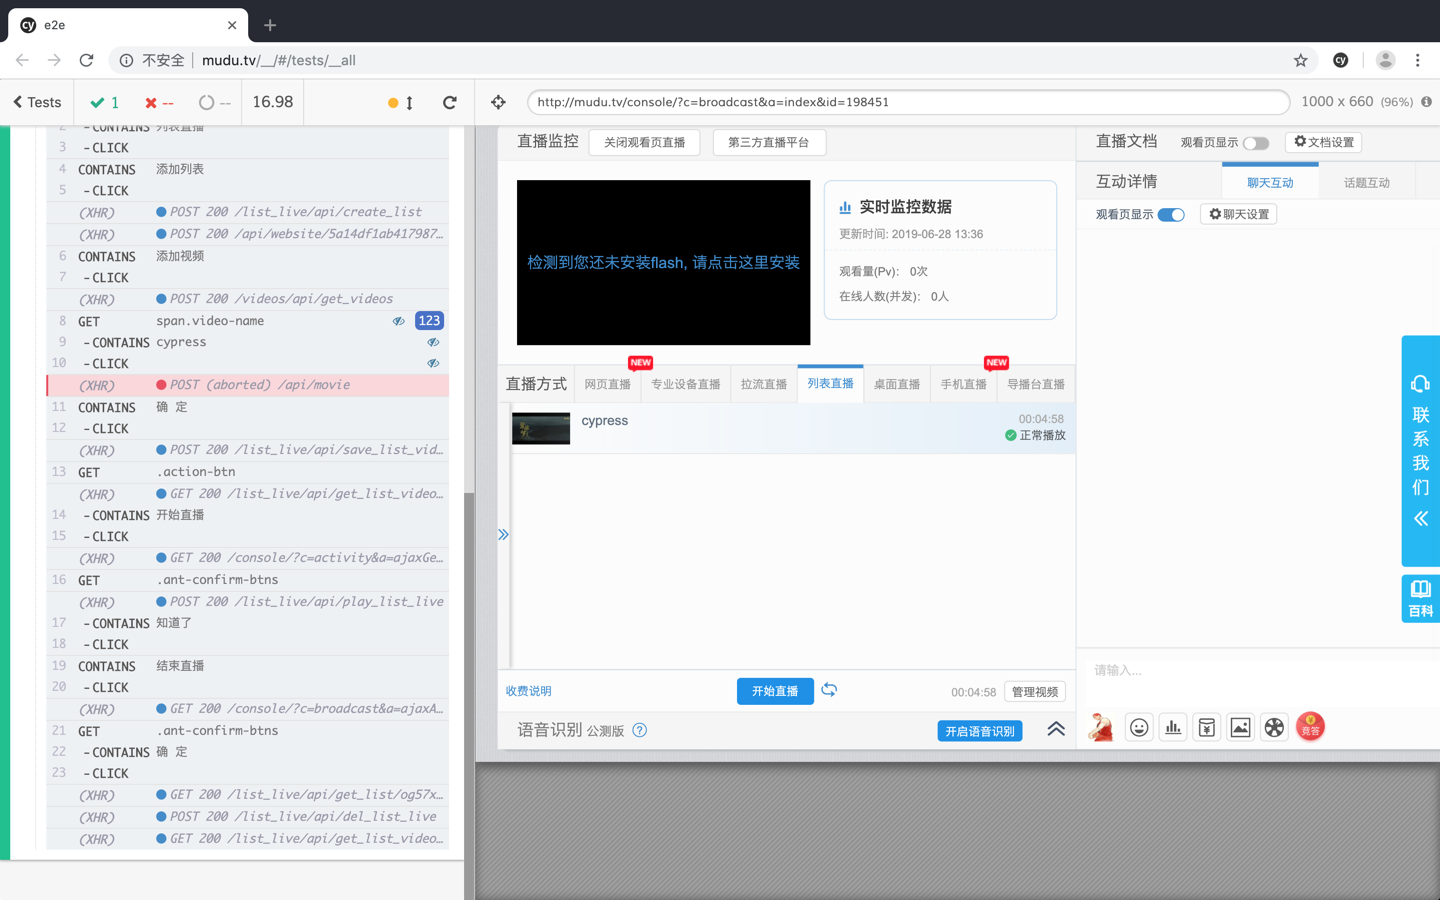 e2e
不安全 mudu.tv/__/#/tests/__all
Tests 1 -- -- 16.98
http://mudu.tv/console/?c=broadcast&a=index&id=198451
1000 x 660 (96%)
2 -CONTAINS 列表直播
3 -CLICK
4 CONTAINS 添加列表
5 -CLICK
(XHR) POST 200 /list_live/api/create_list
(XHR) POST 200 /api/website/5a14df1ab417987…
6 CONTAINS 添加视频
7 -CLICK
(XHR) POST 200 /videos/api/get_videos
8 GET span.video-name 123
9 -CONTAINS cypress
10 -CLICK
(XHR) POST (aborted) /api/movie
11 CONTAINS 确 定
12 -CLICK
(XHR) POST 200 /list_live/api/save_list_vid…
13 GET .action-btn
(XHR) GET 200 /list_live/api/get_list_video…
14 -CONTAINS 开始直播
15 -CLICK
(XHR) GET 200 /console/?c=activity&a=ajaxGe…
16 GET .ant-confirm-btns
(XHR) POST 200 /list_live/api/play_list_live
17 -CONTAINS 知道了
18 -CLICK
19 CONTAINS 结束直播
20 -CLICK
(XHR) GET 200 /console/?c=broadcast&a=ajaxA…
21 GET .ant-confirm-btns
22 -CONTAINS 确 定
23 -CLICK
(XHR) GET 200 /list_live/api/get_list/og57x…
(XHR) POST 200 /list_live/api/del_list_live
(XHR) GET 200 /list_live/api/get_list_video…
直播监控 关闭观看页直播 第三方直播平台
检测到您还未安装flash, 请点击这里安装
实时监控数据
更新时间: 2019-06-28 13:36
观看量(Pv): 0次
在线人数(并发): 0人
NEW NEW
直播方式 网页直播 专业设备直播 拉流直播 列表直播 桌面直播 手机直播 导播台直播
cypress 00:04:58
正常播放
收费说明 开始直播 00:04:58 管理视频
语音识别 公测版 ? 开启语音识别
直播文档 观看页显示 文档设置
互动详情 聊天互动 话题互动
观看页显示 聊天设置
联系我们
百科
请输入...
竞答